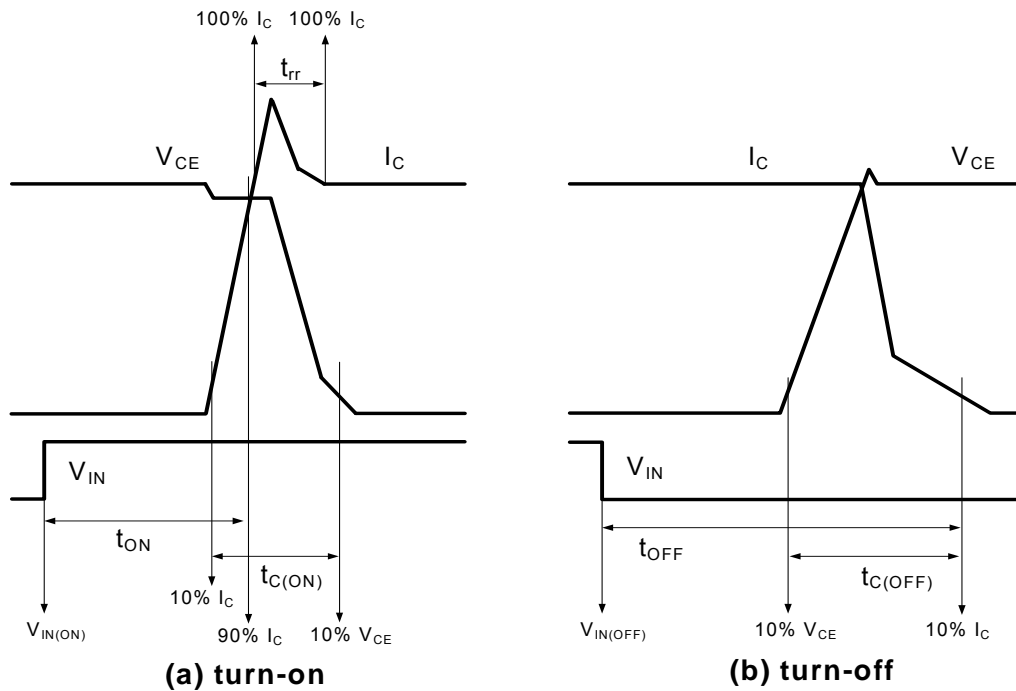 100% I_C 100% I_C
t_rr
V_CE I_C
V_IN
t_ON
t_C(ON)
10% I_C
V_IN(ON)
90% I_C 10% V_CE
(a) turn-on
I_C V_CE
V_IN
t_OFF
t_C(OFF)
V_IN(OFF) 10% V_CE 10% I_C
(b) turn-off